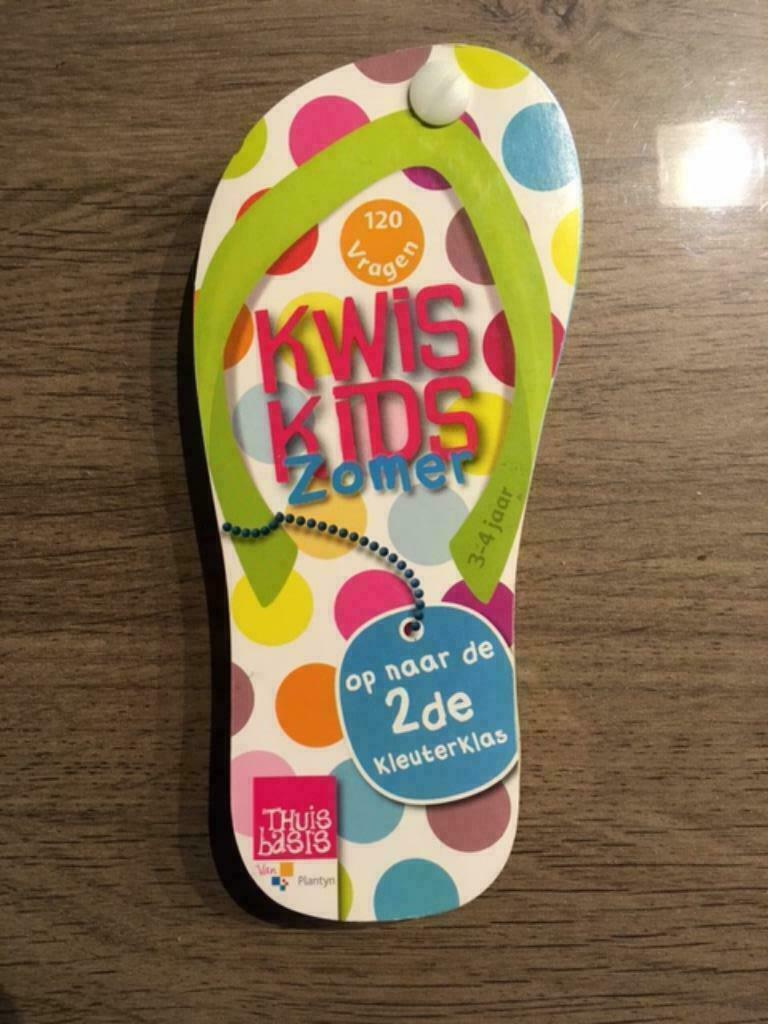 120
Vragen
KWIS
KIDS
Zomer
3-4 jaar
op naar de
2de
kleuterklas
THuis
basis
Van
Plantyn